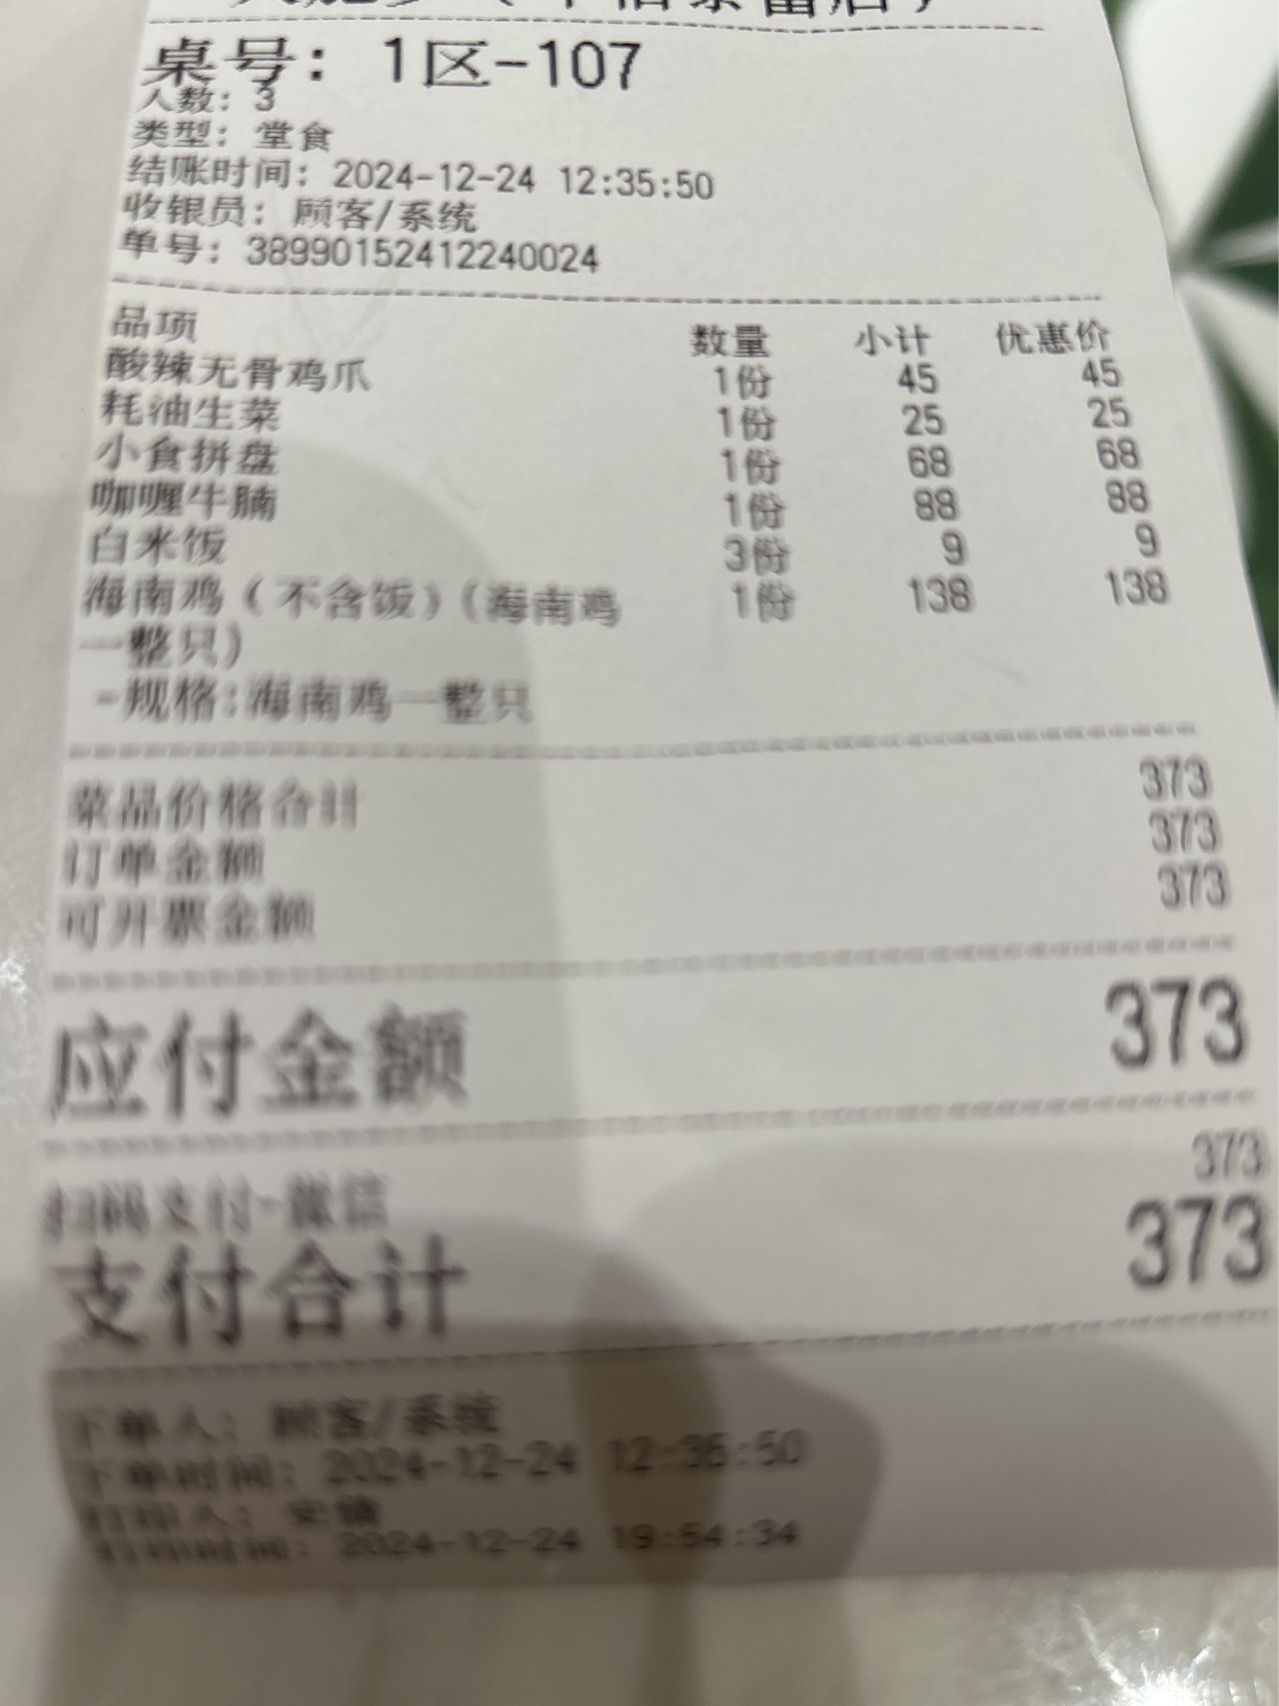 桌号：1区-107
人数：3
类型：堂食
结账时间：2024-12-24 12:35:50
收银员：顾客/系统
单号：38990152412240024
品项 数量 小计 优惠价
酸辣无骨鸡爪 1份 45 45
耗油生菜 1份 25 25
小食拼盘 1份 68 68
咖喱牛腩 1份 88 88
白米饭 3份 9 9
海南鸡（不含饭）(海南鸡 1份 138 138
一整只）
-规格：海南鸡一整只
菜品价格合计 373
订单金额 373
可开票金额 373
应付金额 373
扫码支付-微信 373
支付合计 373
下单人：顾客/系统
下单时间：2024-12-24 12:35:50
打印人：
打印时间：2024-12-24 19:54:34